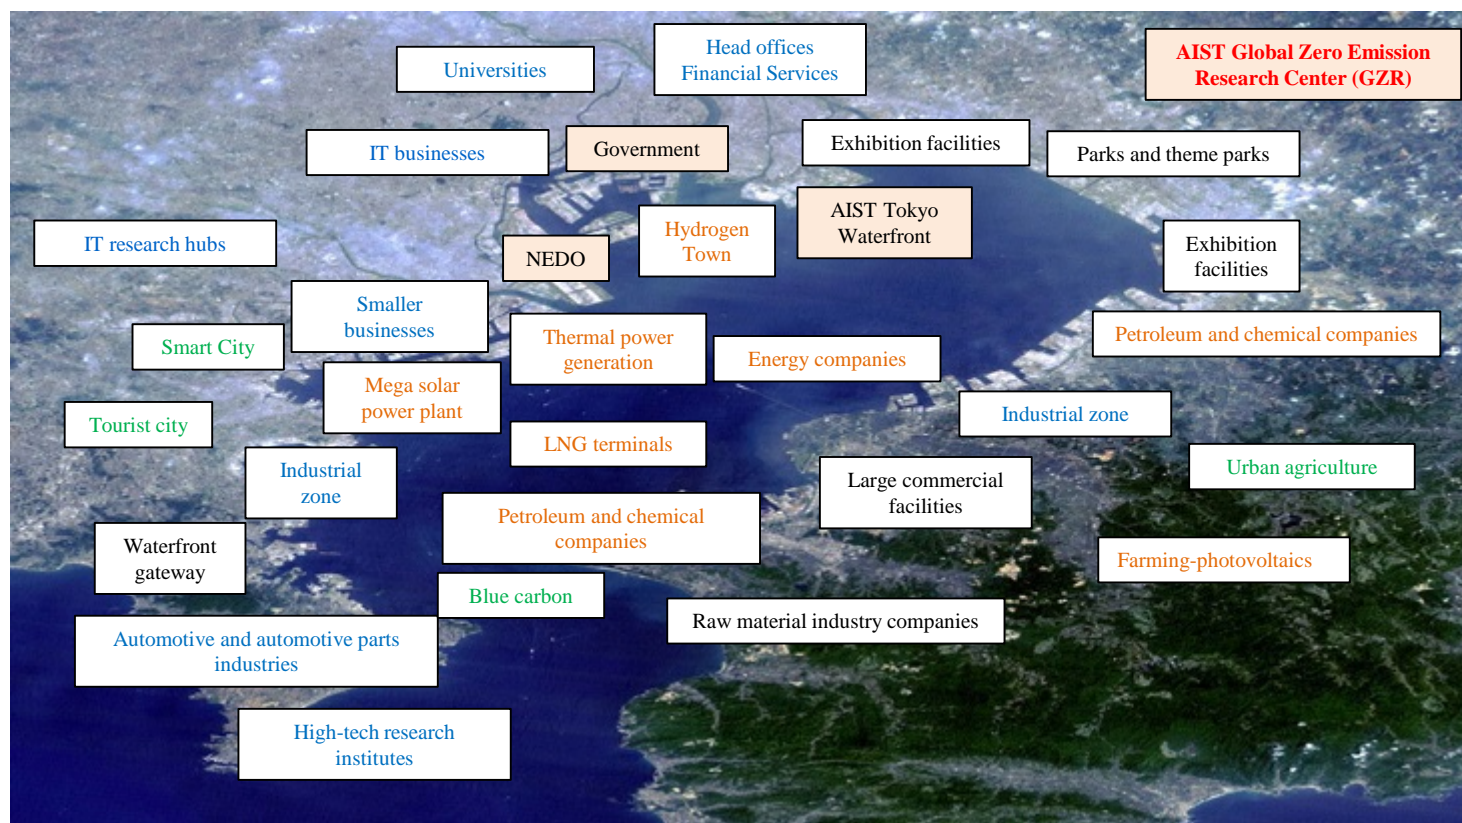 Head offices
Financial Services
AIST Global Zero Emission
Research Center (GZR)
Universities
IT businesses
Government
Exhibition facilities
Parks and theme parks
IT research hubs
NEDO
Hydrogen
Town
AIST Tokyo
Waterfront
Exhibition
facilities
Smaller
businesses
Smart City
Thermal power
generation
Energy companies
Petroleum and chemical companies
Mega solar
power plant
Tourist city
LNG terminals
Industrial zone
Industrial
zone
Large commercial
facilities
Urban agriculture
Petroleum and chemical
companies
Waterfront
gateway
Farming-photovoltaics
Blue carbon
Raw material industry companies
Automotive and automotive parts
industries
High-tech research
institutes